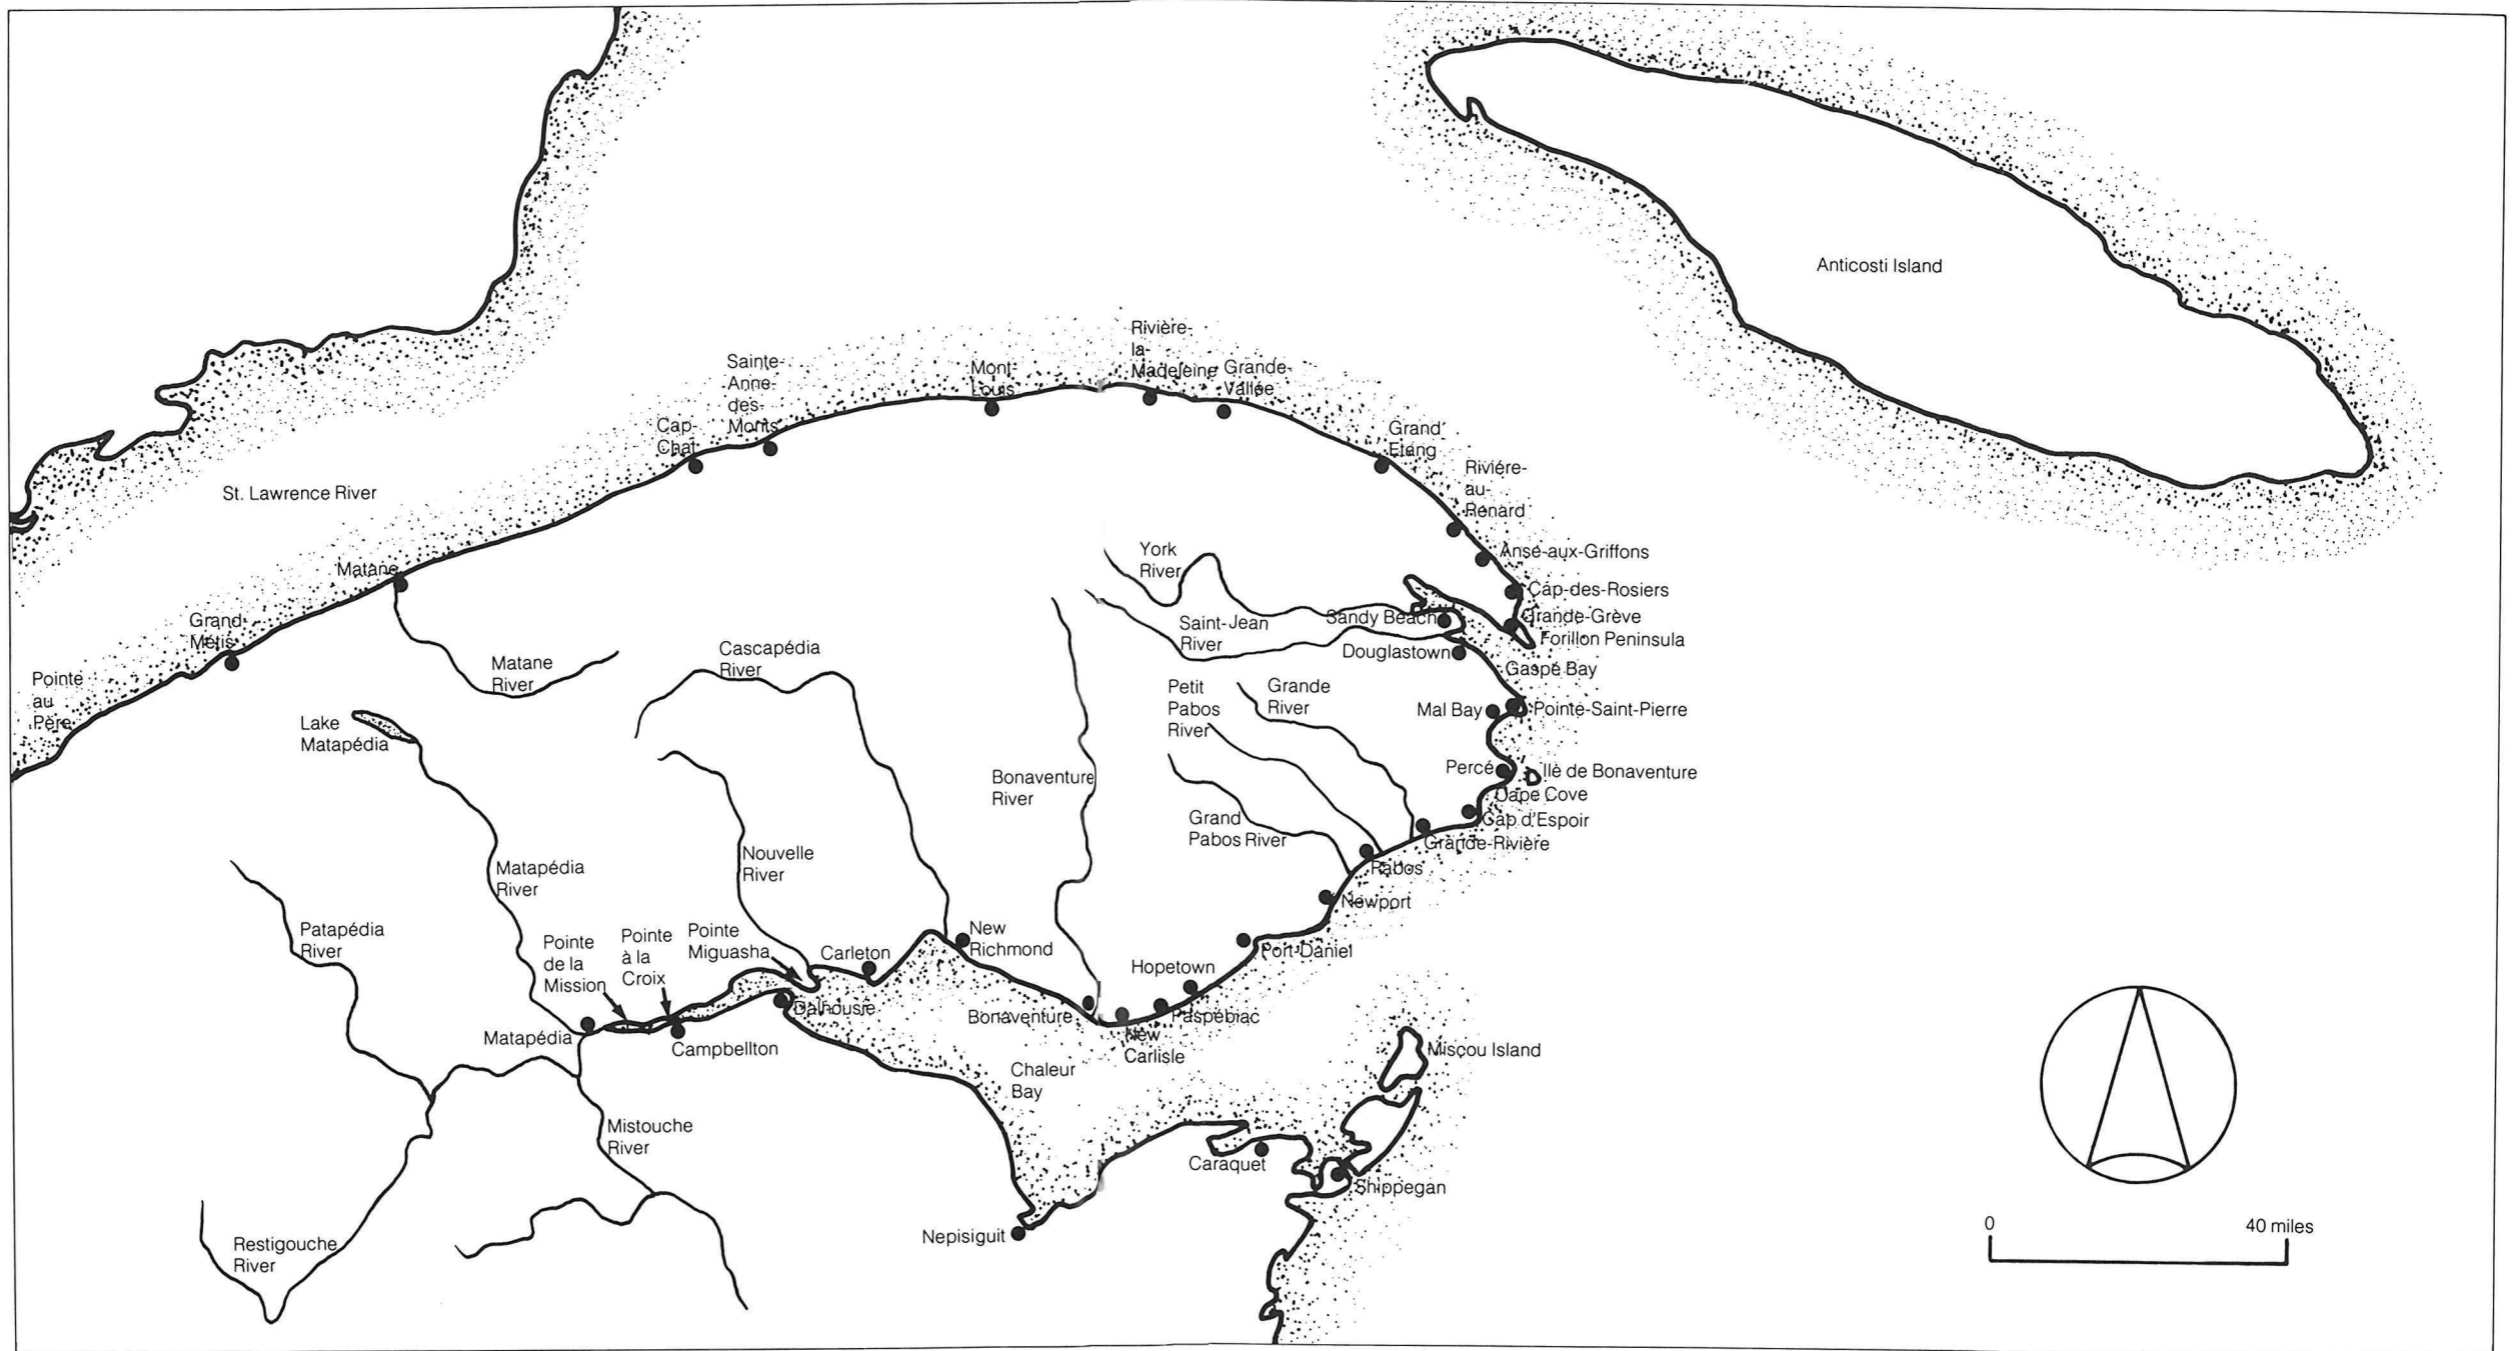 Anticosti Island
St. Lawrence River
Rivière-
la-
Madeleine
Grande-
Vallée
Mont-
Louis
Sainte-
Anne-
des-
Monts
Cap-
Chat
Grand
Etang
Riviére-
au-
Renard
Anse-aux-Griffons
Cap-des-Rosiers
Grande-Grève
Forillon Peninsula
Matane
Grand-
Métis
Pointe
au
Père
York
River
Saint-Jean
River
Sandy Beach
Douglastown
Gaspé Bay
Matane
River
Cascapédia
River
Lake
Matapédia
Petit
Pabos
River
Grande
River
Mal Bay
Pointe-Saint-Pierre
Percé
Ile de Bonaventure
Cape Cove
Cap d'Espoir
Grande-Rivière
Bonaventure
River
Grand
Pabos River
Pabos
Newport
Nouvelle
River
Matapédia
River
Patapédia
River
Pointe
de la
Mission
Pointe
à la
Croix
Pointe
Miguasha
Carleton
New
Richmond
Port-Daniel
Hopetown
Paspébiac
Bonaventure
New
Carlisle
Dalhousie
Matapédia
Campbellton
Chaleur
Bay
Miscou Island
Mistouche
River
Caraquet
Shippegan
Nepisiguit
Restigouche
River
0
40 miles